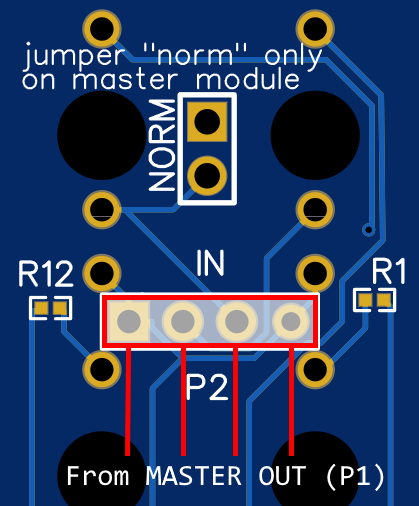 jumper "norm" only
on master module
NORM
IN
R12
R1
P2
From MASTER OUT (P1)